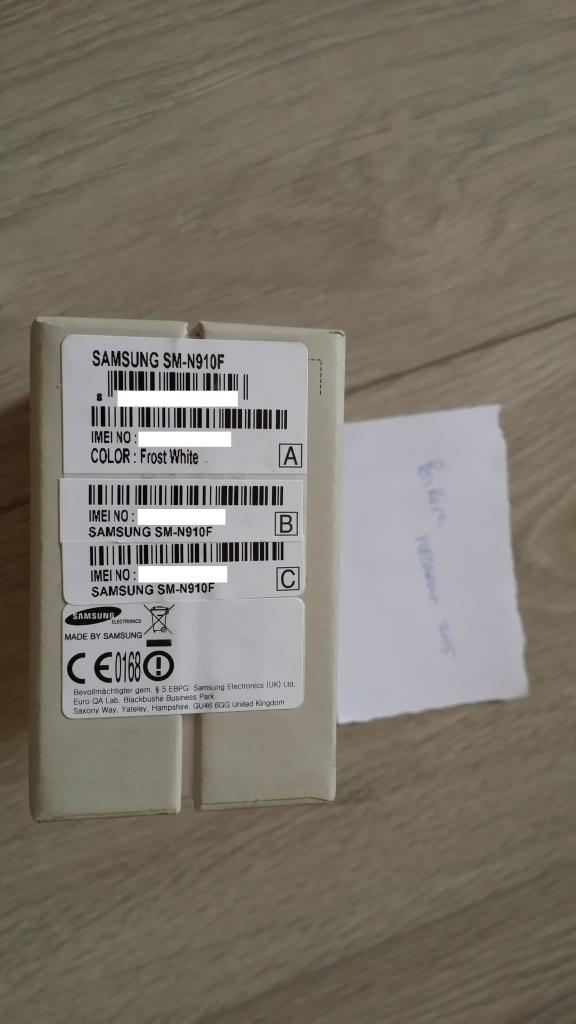 SAMSUNG SM-N910F
8
IMEI NO :
COLOR : Frost White
A
IMEI NO :
SAMSUNG SM-N910F
B
IMEI NO :
SAMSUNG SM-N910F
C
SAMSUNG
ELECTRONICS
MADE BY SAMSUNG
CE0168
Bevollmächtigter gem. § 5 EBPG: Samsung Electronics (UK) Ltd,
Euro QA Lab. Blackbushe Business Park
Saxony Way, Yateley, Hampshire. GU46 6GG United Kingdom